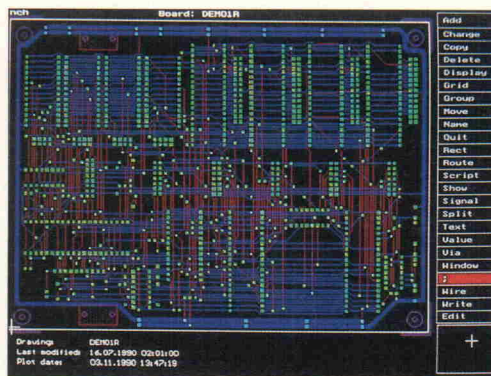 nch
Board: DEMO1R
Add
Change
Copy
Delete
Display
Grid
Group
Move
Name
Quit
Rect
Route
Script
Show
Signal
Split
Text
Value
Via
Window
;
Wire
Write
Edit
Drawing: DEMO1R
Last modified: 16.07.1990 02:01:00
Plot date: 03.11.1990 13:47:19